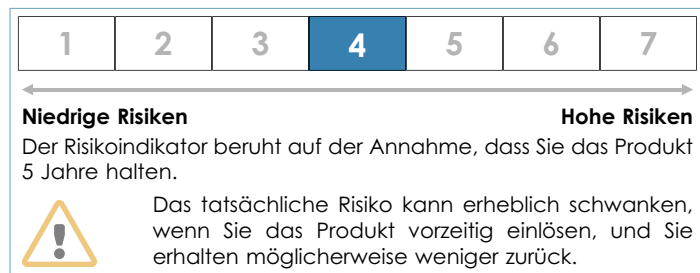 1 2 3 4 5 6 7
Niedrige Risiken Hohe Risiken
Der Risikoindikator beruht auf der Annahme, dass Sie das Produkt
5 Jahre halten.
Das tatsächliche Risiko kann erheblich schwanken,
wenn Sie das Produkt vorzeitig einlösen, und Sie
erhalten möglicherweise weniger zurück.